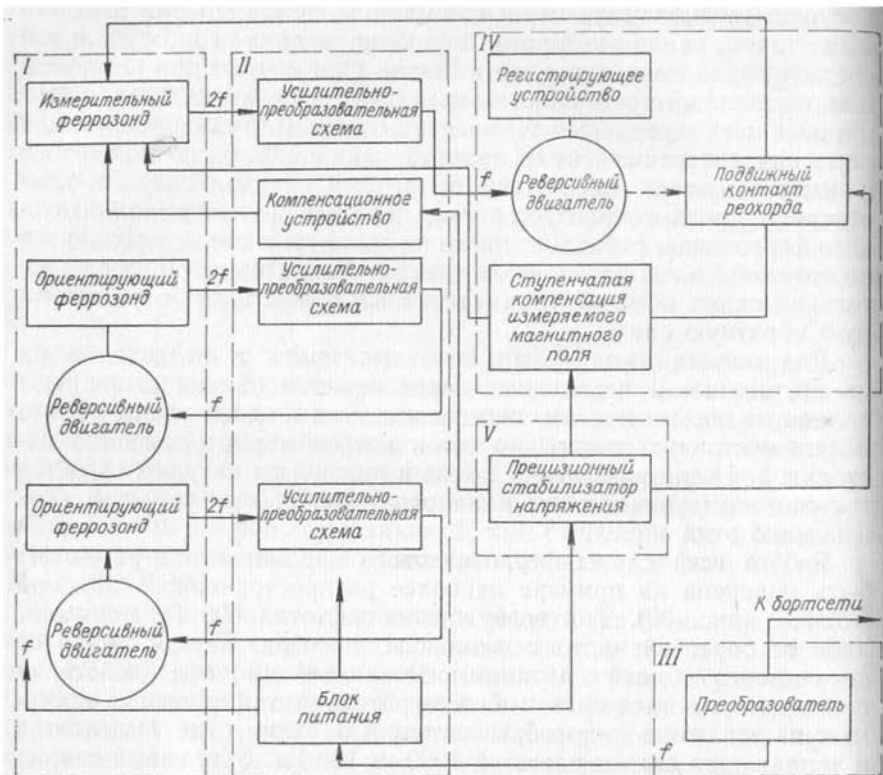 I
II
IV
Измерительный
феррозонд
2f
Усилительно-
преобразовательная
схема
Регистрирующее
устройство
Компенсационное
устройство
f
Реверсивный
двигатель
Подвижный
контакт
реохорда
Ориентирующий
феррозонд
2f
Усилительно-
преобразовательная
схема
Ступенчатая
компенсация
измеряемого
магнитного
поля
Реверсивный
двигатель
f
V
Прецизионный
стабилизатор
напряжения
Ориентирующий
феррозонд
2f
Усилительно-
преобразовательная
схема
К бортсети
f
Реверсивный
двигатель
f
III
Блок
питания
Преобразователь
f